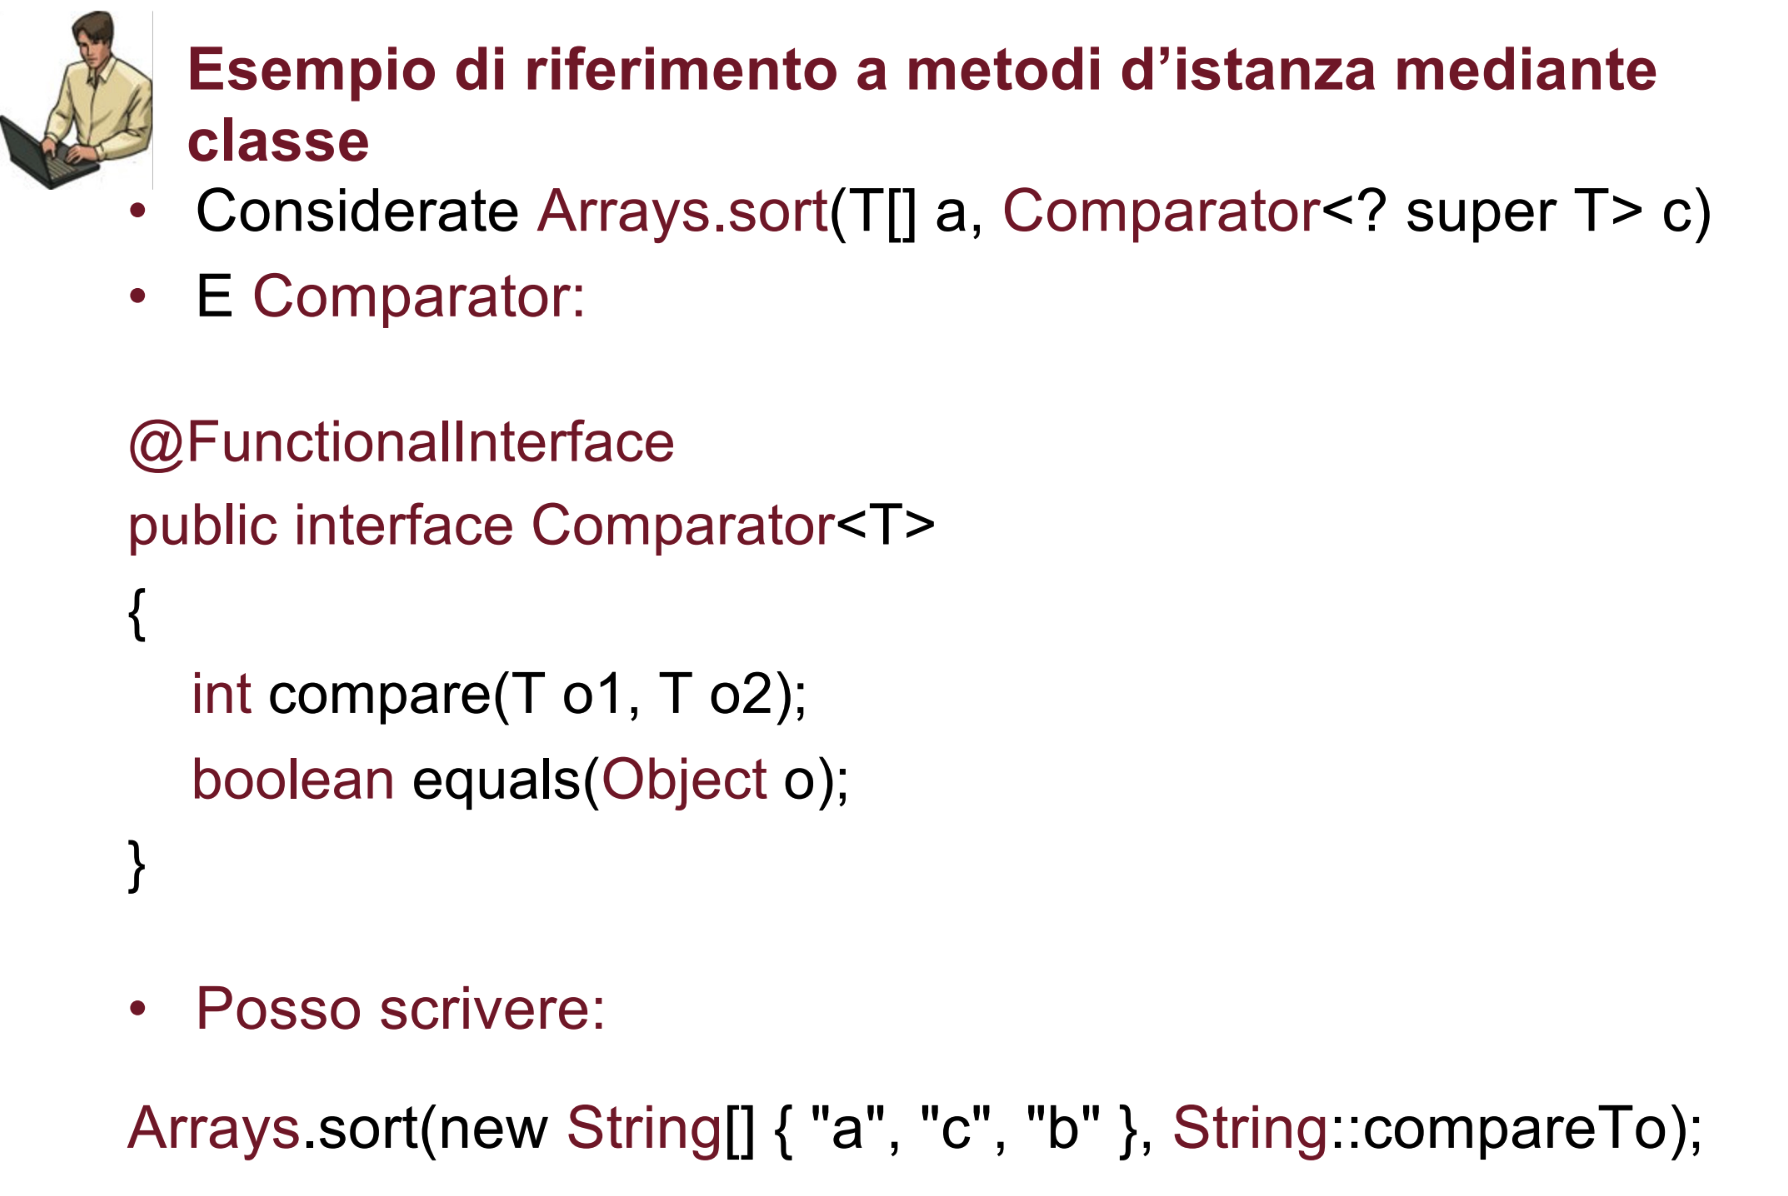 Esempio di riferimento a metodi d’istanza mediante
classe
• Considerate Arrays.sort(T[] a, Comparator<? super T> c)
• E Comparator:
@FunctionalInterface
public interface Comparator<T>
{
int compare(T o1, T o2);
boolean equals(Object o);
}
• Posso scrivere:
Arrays.sort(new String[] { "a", "c", "b" }, String::compareTo);